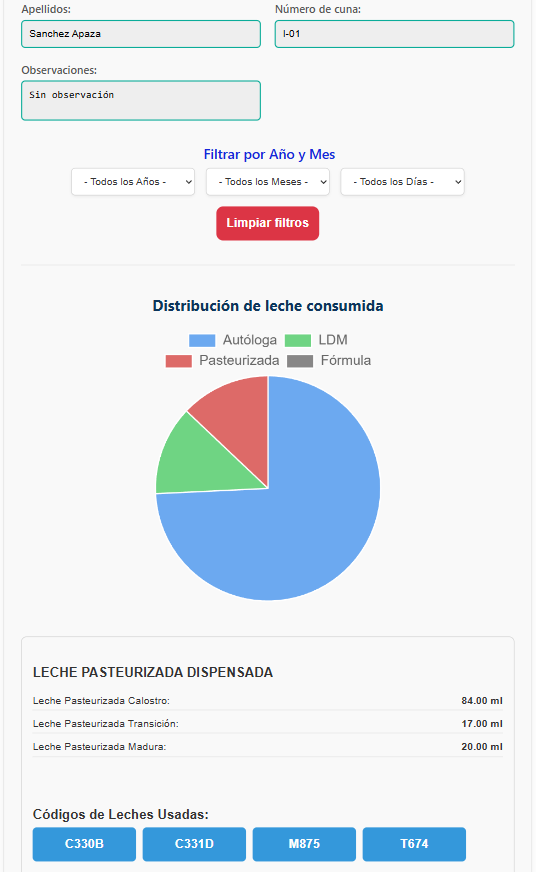 Apellidos:
Número de cuna:
Sanchez Apaza
I-01
Observaciones:
Sin observación
Filtrar por Año y Mes
- Todos los Años -
- Todos los Meses -
- Todos los Días -
Limpiar filtros
Distribución de leche consumida
Autóloga
LDM
Pasteurizada
Fórmula
LECHE PASTEURIZADA DISPENSADA
Leche Pasteurizada Calostro: 84.00 ml
Leche Pasteurizada Transición: 17.00 ml
Leche Pasteurizada Madura: 20.00 ml
Códigos de Leches Usadas:
C330B
C331D
M875
T674